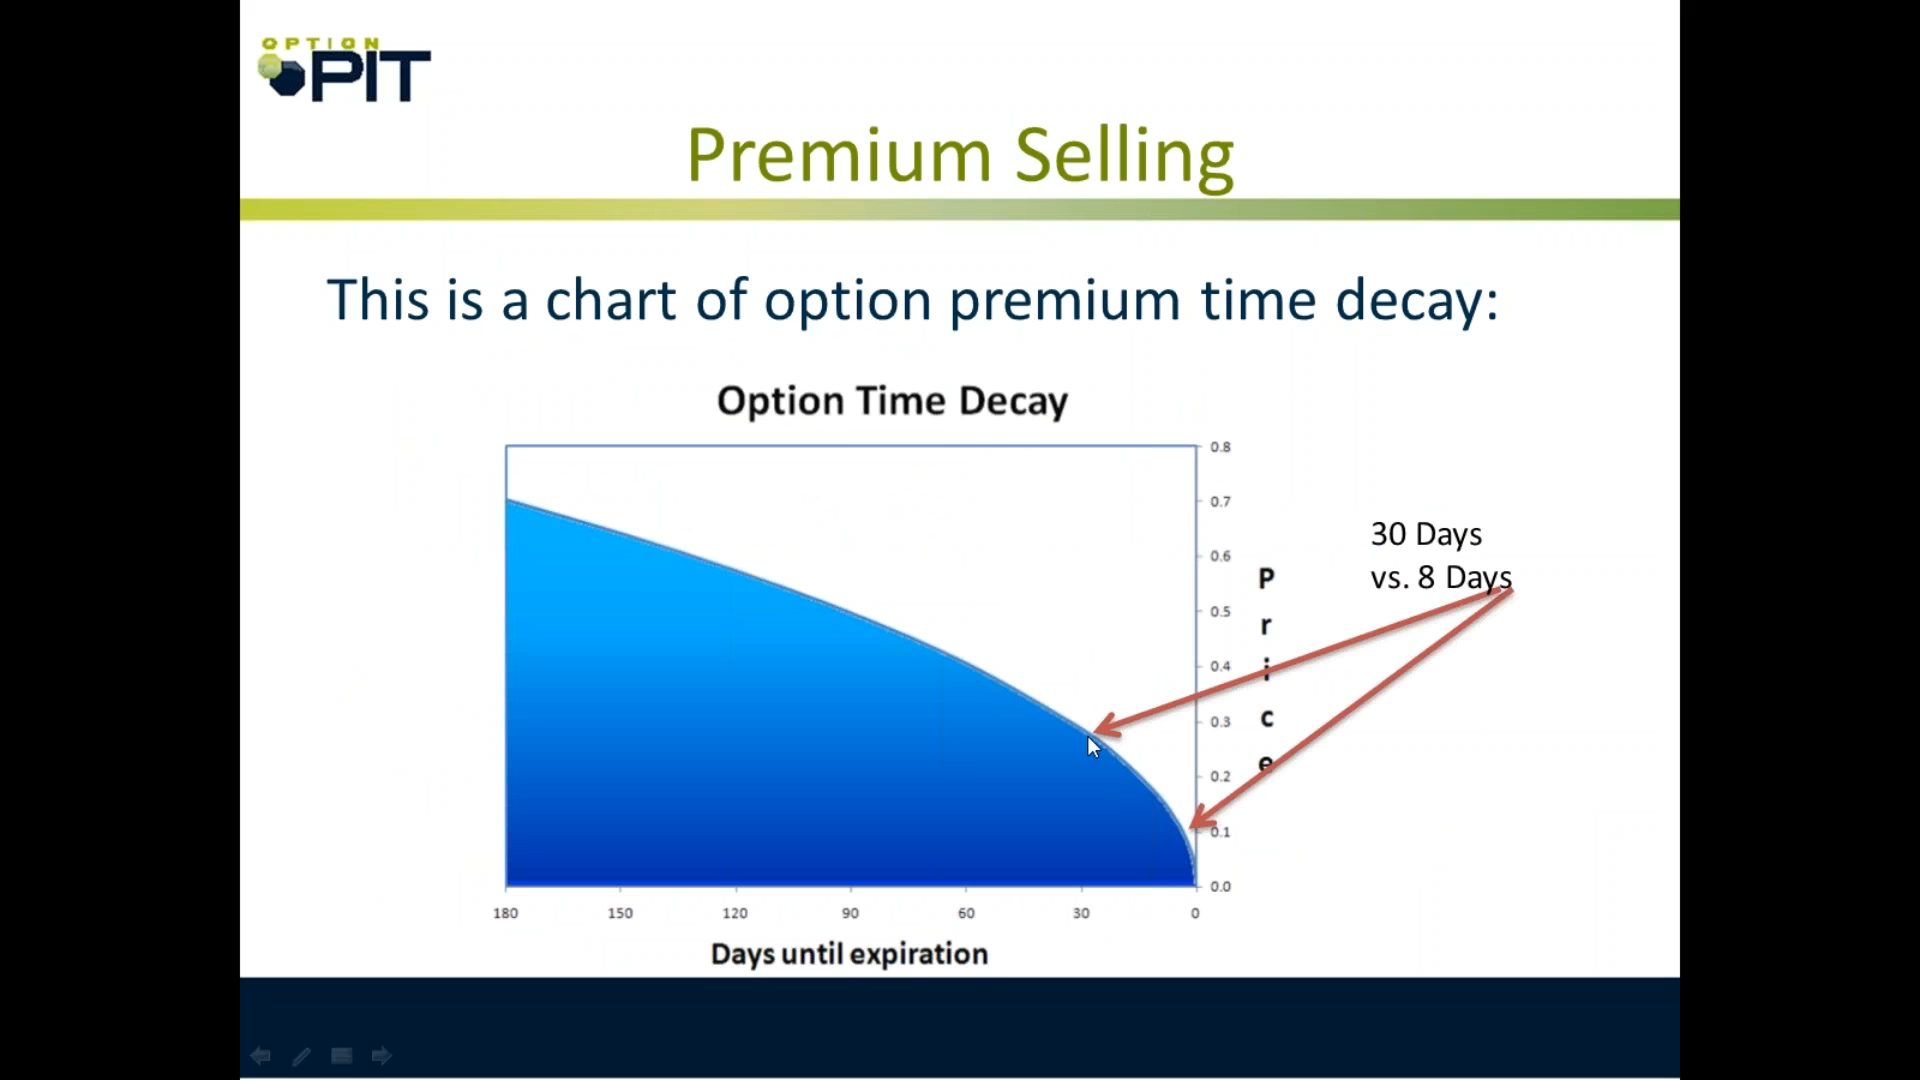 OPTION
PIT
Premium Selling
This is a chart of option premium time decay:
Option Time Decay
0.8
0.7
0.6
0.5
0.4
0.3
0.2
0.1
0.0
P
r
i
c
e
30 Days
vs. 8 Days
180 150 120 90 60 30 0
Days until expiration